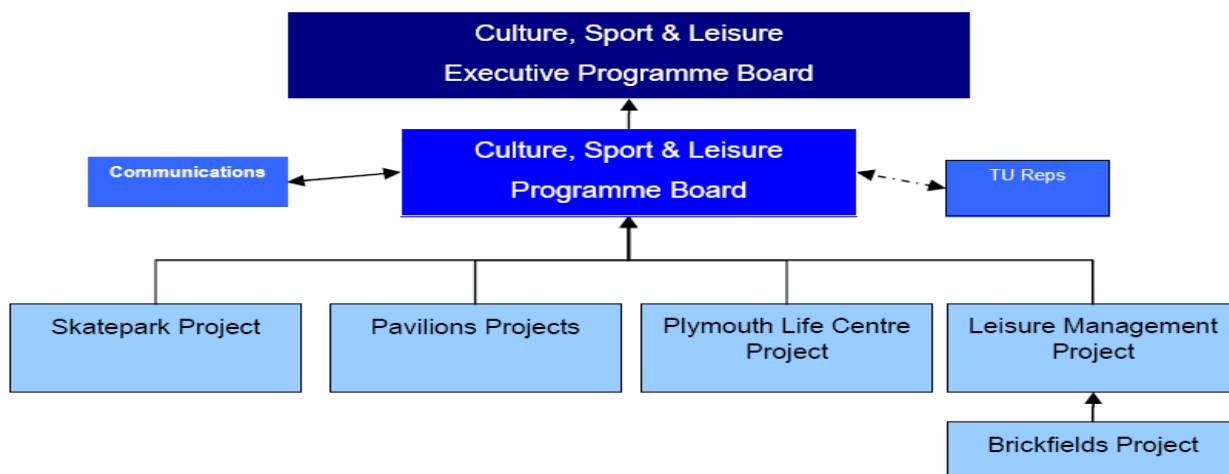 Culture, Sport & Leisure
Executive Programme Board
Culture, Sport & Leisure
Programme Board
Communications
TU Reps
Skatepark Project
Pavilions Projects
Plymouth Life Centre
Project
Leisure Management
Project
Brickfields Project